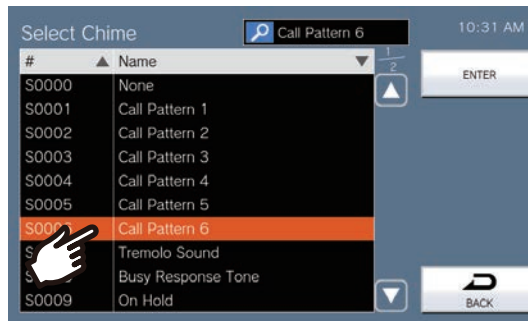 Select Chime
Call Pattern 6
10:31 AM
# Name
1
2
ENTER
S0000 None
S0001 Call Pattern 1
S0002 Call Pattern 2
S0003 Call Pattern 3
S0004 Call Pattern 4
S0005 Call Pattern 5
Call Pattern 6
Tremolo Sound
Busy Response Tone
S0009 On Hold
BACK